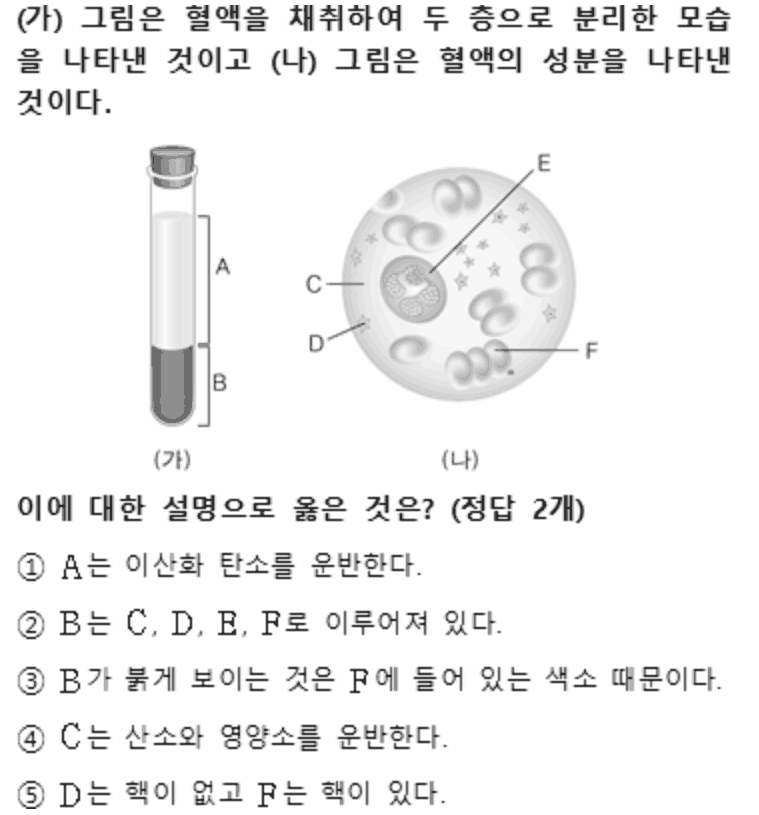 (가) 그림은 혈액을 채취하여 두 층으로 분리한 모습
을 나타낸 것이고 (나) 그림은 혈액의 성분을 나타낸
것이다.
A
B
(가)
C
D
E
F
(나)
이에 대한 설명으로 옳은 것은? (정답 2개)
① A는 이산화 탄소를 운반한다.
② B는 C, D, E, F로 이루어져 있다.
③ B가 붉게 보이는 것은 F에 들어 있는 색소 때문이다.
④ C는 산소와 영양소를 운반한다.
⑤ D는 핵이 없고 F는 핵이 있다.